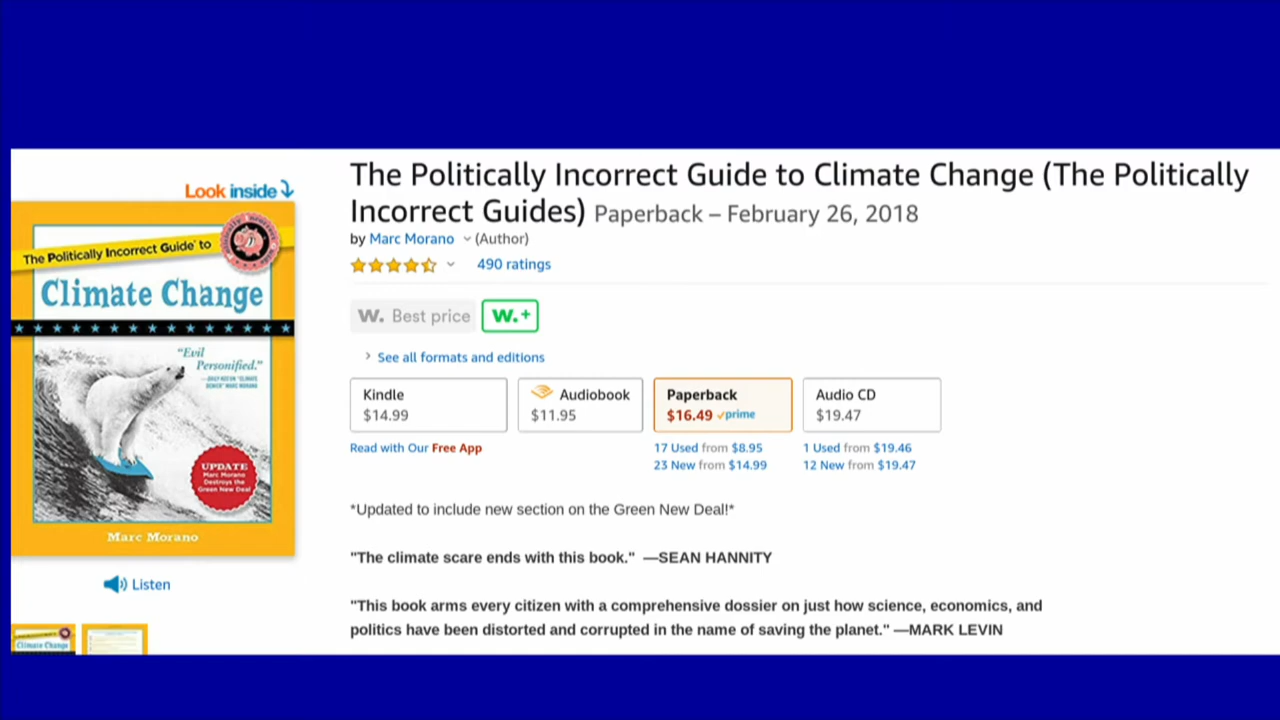 Look inside
The Politically Incorrect Guide to
Climate Change
"Evil
Personified."
UPDATE
Marc Morano
Destroys the
Green New Deal
Marc Morano
Listen
Climate Change
The Politically Incorrect Guide to Climate Change (The Politically
Incorrect Guides) Paperback – February 26, 2018
by Marc Morano (Author)
490 ratings
W. Best price
W.+
See all formats and editions
Kindle
$14.99
Read with Our Free App
Audiobook
$11.95
Paperback
$16.49 prime
17 Used from $8.95
23 New from $14.99
Audio CD
$19.47
1 Used from $19.46
12 New from $19.47
*Updated to include new section on the Green New Deal!*
"The climate scare ends with this book." —SEAN HANNITY
"This book arms every citizen with a comprehensive dossier on just how science, economics, and
politics have been distorted and corrupted in the name of saving the planet." —MARK LEVIN